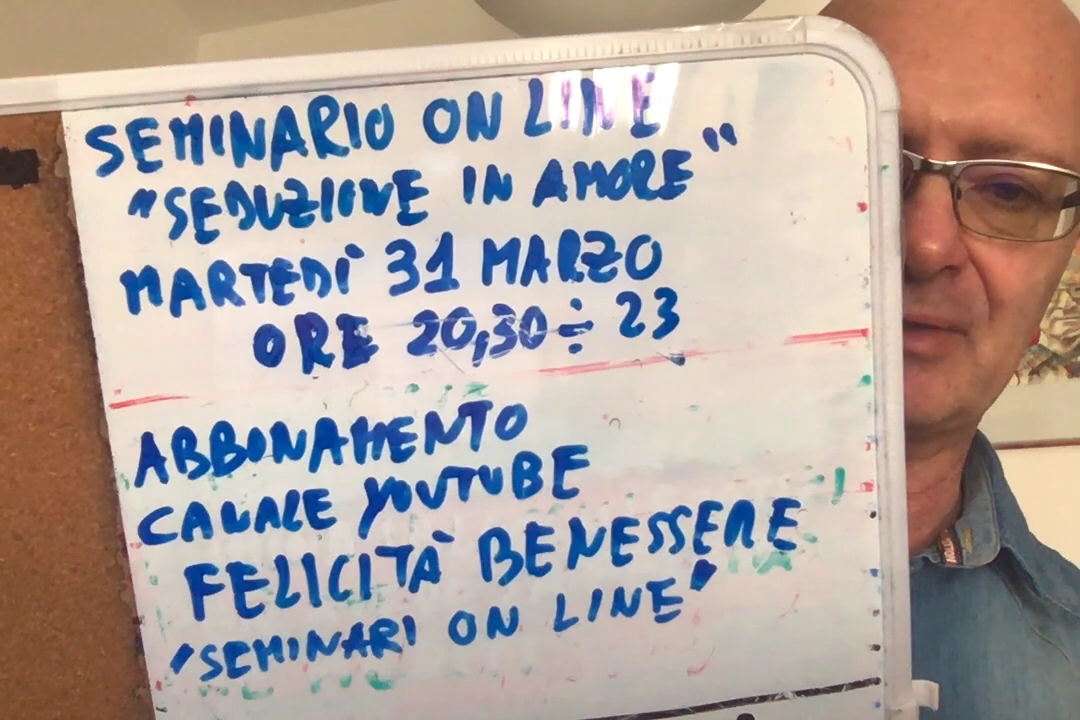 SEMINARIO ON LINE
"SEDUZIONE IN AMORE"
MARTEDÌ 31 MARZO
ORE 20,30÷23
ABBONAMENTO
CANALE YOUTUBE
FELICITÀ BENESSERE
"SEMINARI ON LINE"